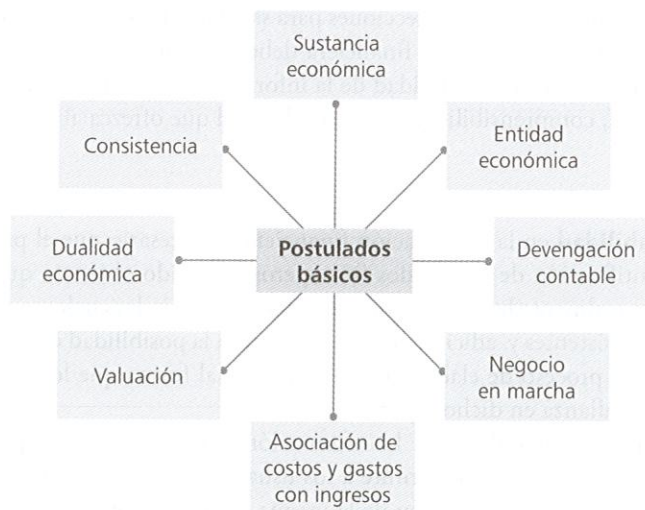 Sustancia
económica
Consistencia
Entidad
económica
Dualidad
económica
Postulados
básicos
Devengación
contable
Valuación
Negocio
en marcha
Asociación de
costos y gastos
con ingresos